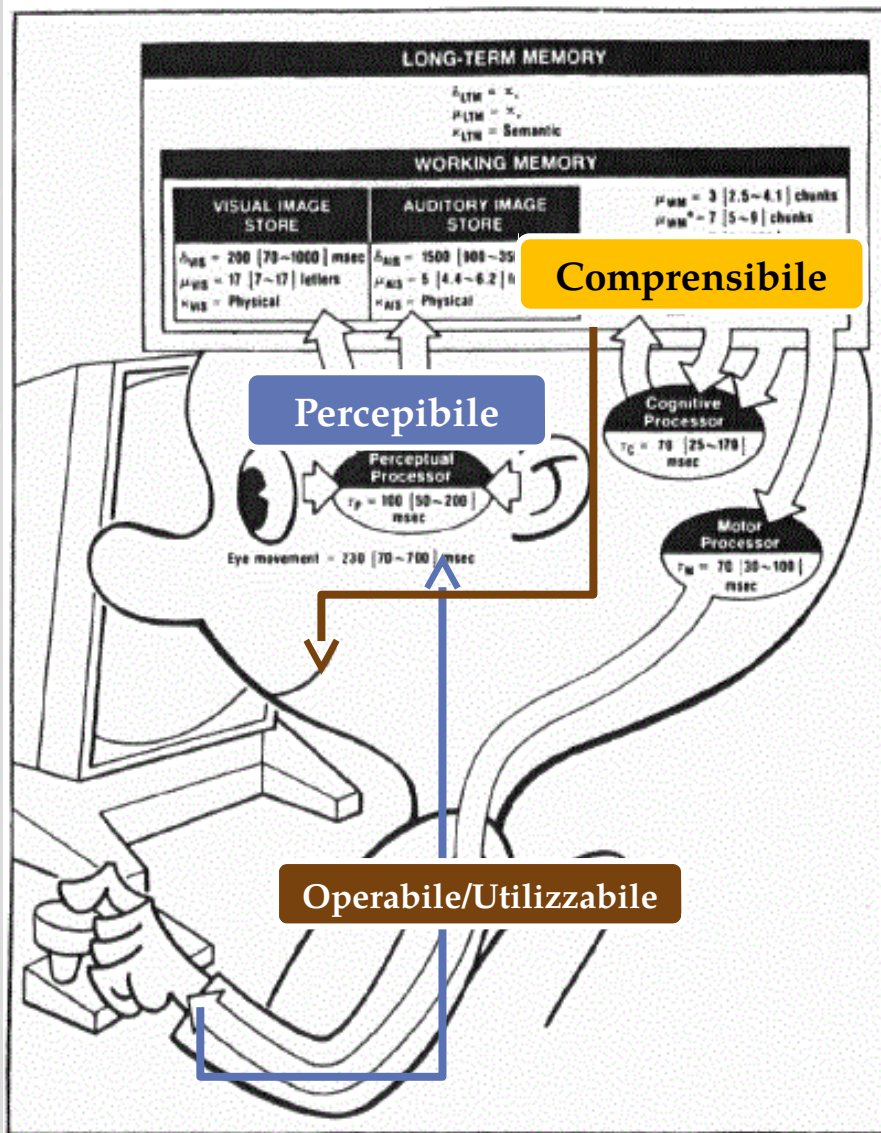 LONG-TERM MEMORY
δLTM = ∞,
μLTM = ∞,
κLTM = Semantic
WORKING MEMORY
VISUAL IMAGE
STORE
δVIS = 200 [70~1000] msec
μVIS = 17 [7~17] letters
κVIS = Physical
AUDITORY IMAGE
STORE
δAIS = 1500 [900~35
μAIS = 5 [4.4~6.2]
κAIS = Physical
μWM = 3 [2.5~4.1] chunks
μWM* = 7 [5~9] chunks
Comprensibile
Percepibile
Cognitive
Processor
τC = 70 [25~170]
msec
Perceptual
Processor
τP = 100 [50~200]
msec
Motor
Processor
τM = 70 [30~100]
msec
Eye movement = 230 [70~700] msec
Operabile/Utilizzabile